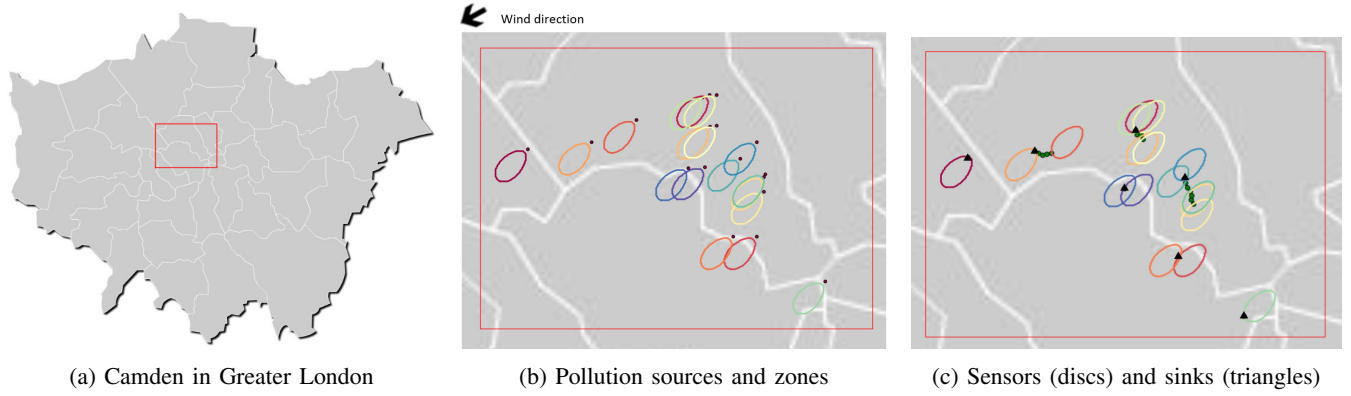 Wind direction
(a) Camden in Greater London
(b) Pollution sources and zones
(c) Sensors (discs) and sinks (triangles)